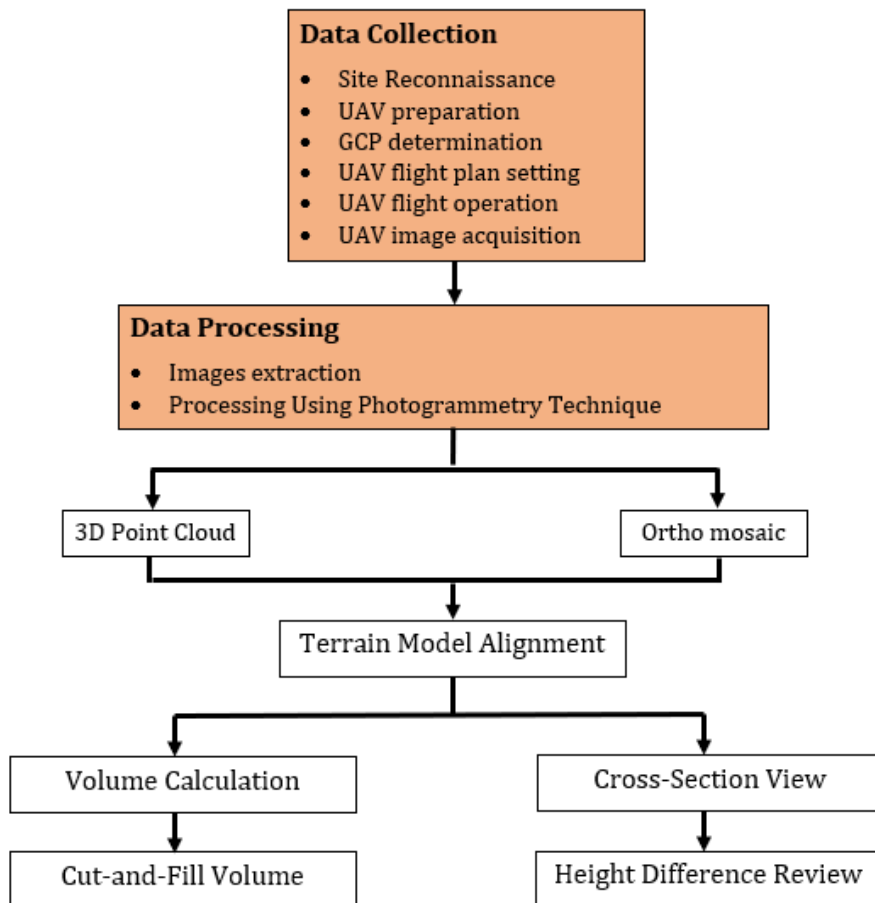 Data Collection
• Site Reconnaissance
• UAV preparation
• GCP determination
• UAV flight plan setting
• UAV flight operation
• UAV image acquisition
Data Processing
• Images extraction
• Processing Using Photogrammetry Technique
3D Point Cloud
Ortho mosaic
Terrain Model Alignment
Volume Calculation
Cross-Section View
Cut-and-Fill Volume
Height Difference Review